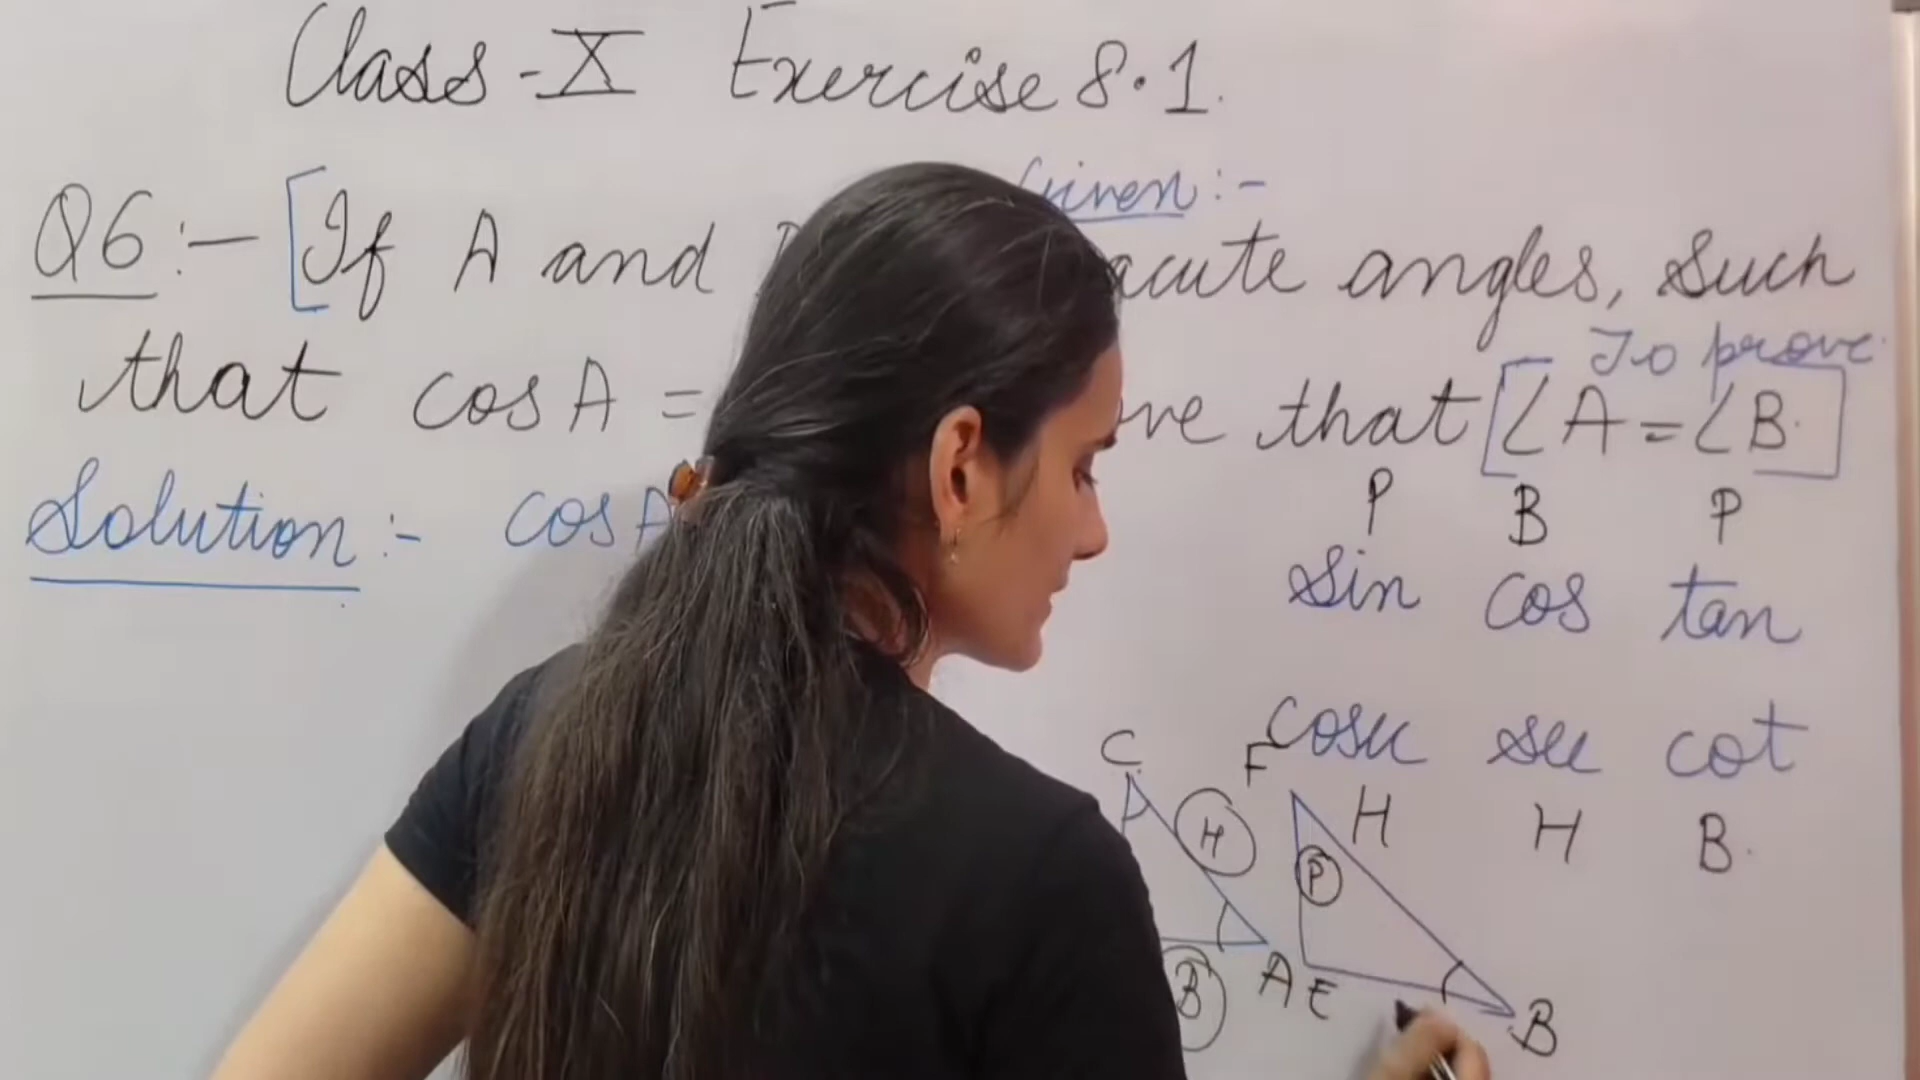 Class-X Exercise 8.1.
Given:-
Q6:- [If A and acute angles, such
To prove
that cos A = that [∠A = ∠B.]
P B P
Solution:- cos A
sin cos tan
cosec sec cot
H H B.
C F
P H P
A E B
B